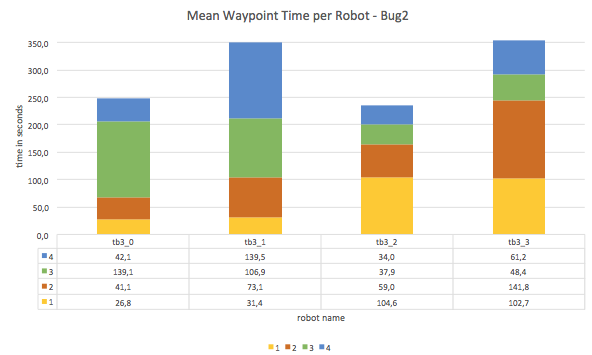 Mean Waypoint Time per Robot - Bug2
350,0
300,0
250,0
200,0
150,0
100,0
50,0
0,0
time in seconds
tb3_0 tb3_1 tb3_2 tb3_3
4 42,1 139,5 34,0 61,2
3 139,1 106,9 37,9 48,4
2 41,1 73,1 59,0 141,8
1 26,8 31,4 104,6 102,7
robot name
1 2 3 4